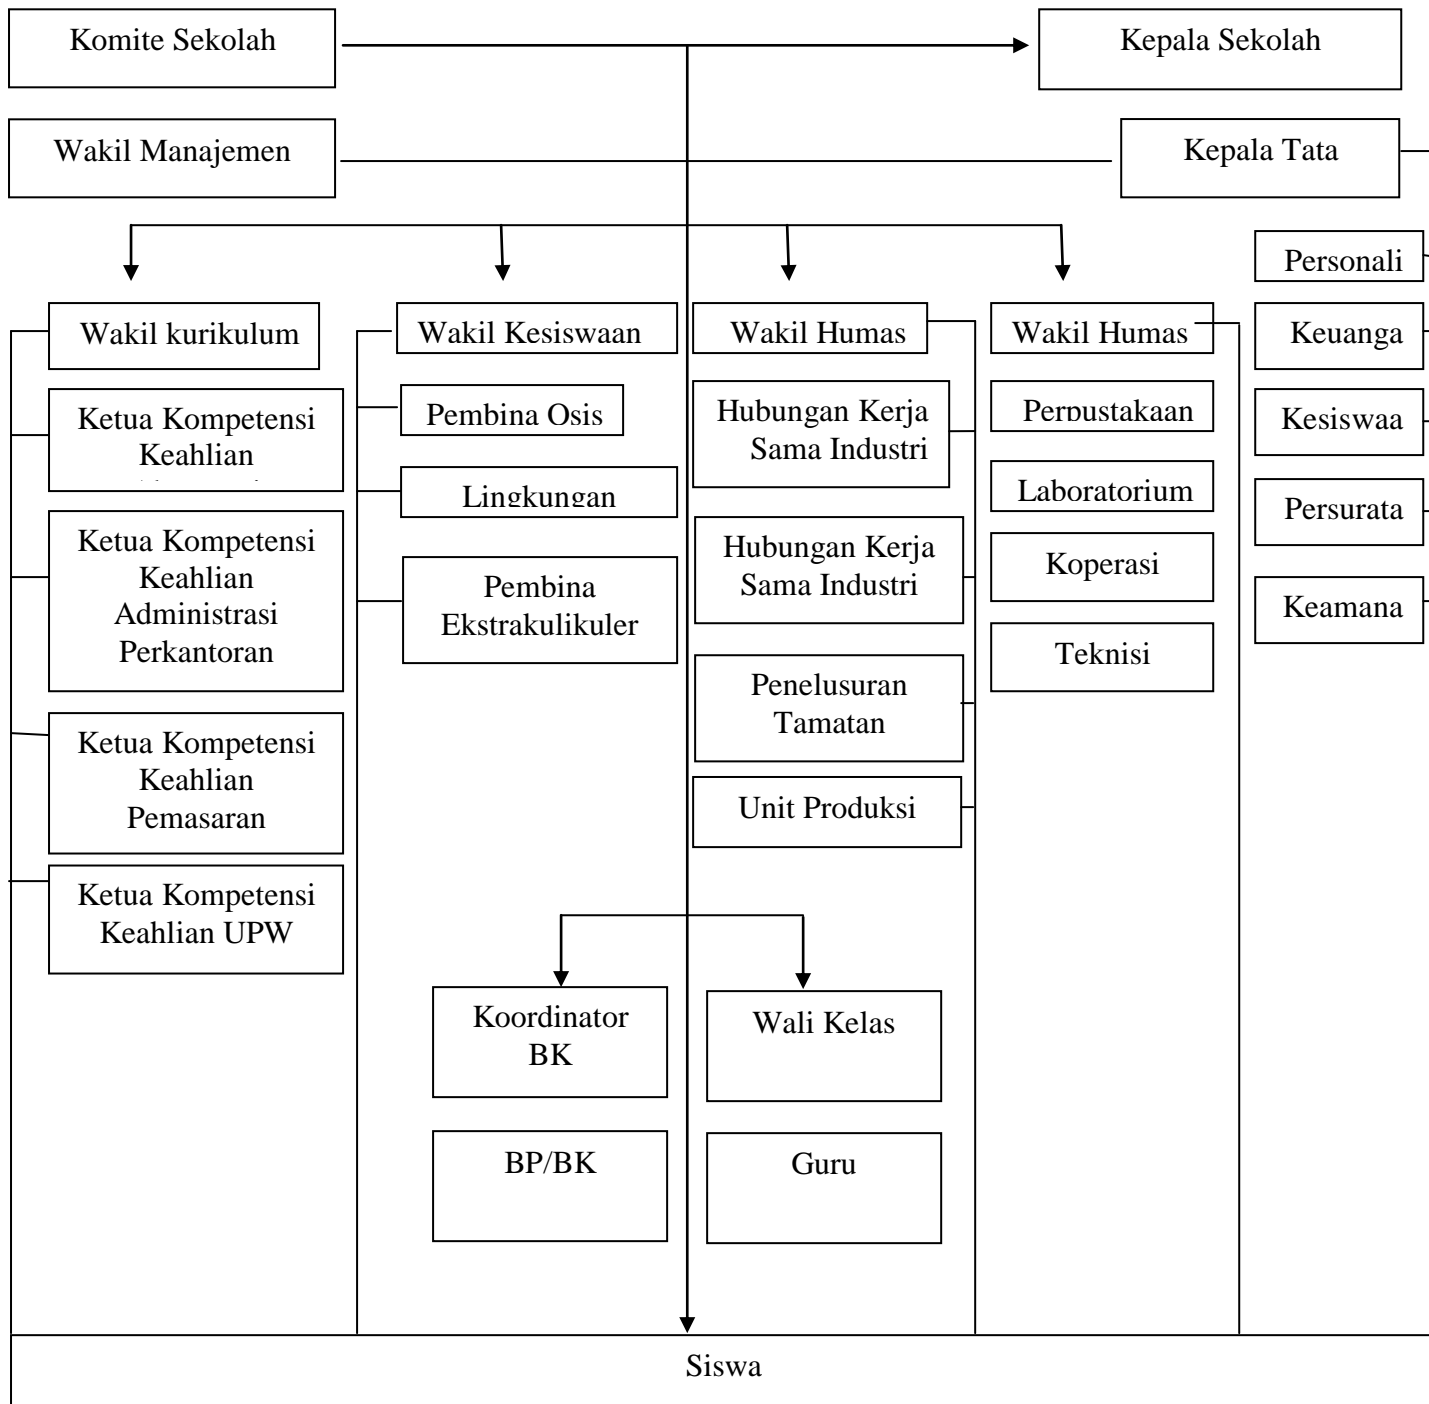 Komite Sekolah
Kepala Sekolah
Wakil Manajemen
Kepala Tata
Wakil kurikulum
Ketua Kompetensi
Keahlian
Ketua Kompetensi
Keahlian
Administrasi
Perkantoran
Ketua Kompetensi
Keahlian
Pemasaran
Ketua Kompetensi
Keahlian UPW
Wakil Kesiswaan
Pembina Osis
Lingkungan
Pembina
Ekstrakulikuler
Wakil Humas
Hubungan Kerja
Sama Industri
Hubungan Kerja
Sama Industri
Penelusuran
Tamatan
Unit Produksi
Wakil Humas
Perpustakaan
Laboratorium
Koperasi
Teknisi
Personali
Keuanga
Kesiswaa
Persurata
Keamana
Koordinator
BK
Wali Kelas
BP/BK
Guru
Siswa